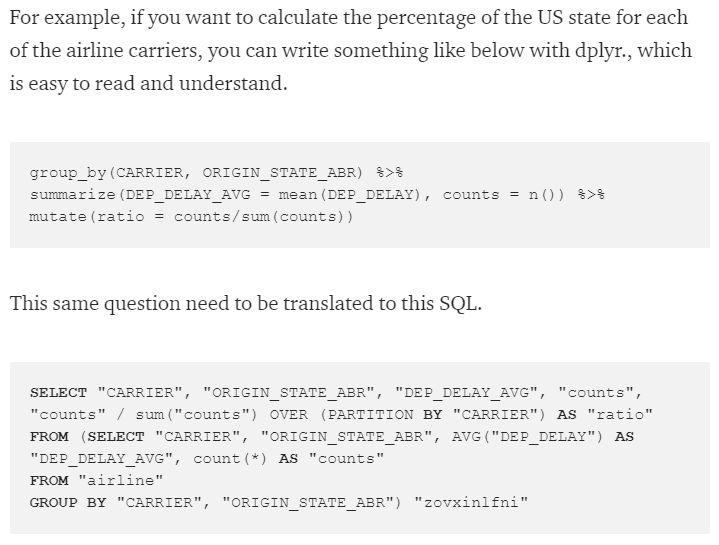 For example, if you want to calculate the percentage of the US state for each
of the airline carriers, you can write something like below with dplyr., which
is easy to read and understand.
group_by(CARRIER, ORIGIN_STATE_ABR) %>%
summarize(DEP_DELAY_AVG = mean(DEP_DELAY), counts = n()) %>%
mutate(ratio = counts/sum(counts))
This same question need to be translated to this SQL.
SELECT "CARRIER", "ORIGIN_STATE_ABR", "DEP_DELAY_AVG", "counts",
"counts" / sum("counts") OVER (PARTITION BY "CARRIER") AS "ratio"
FROM (SELECT "CARRIER", "ORIGIN_STATE_ABR", AVG("DEP_DELAY") AS
"DEP_DELAY_AVG", count(*) AS "counts"
FROM "airline"
GROUP BY "CARRIER", "ORIGIN_STATE_ABR") "zovxinlfni"